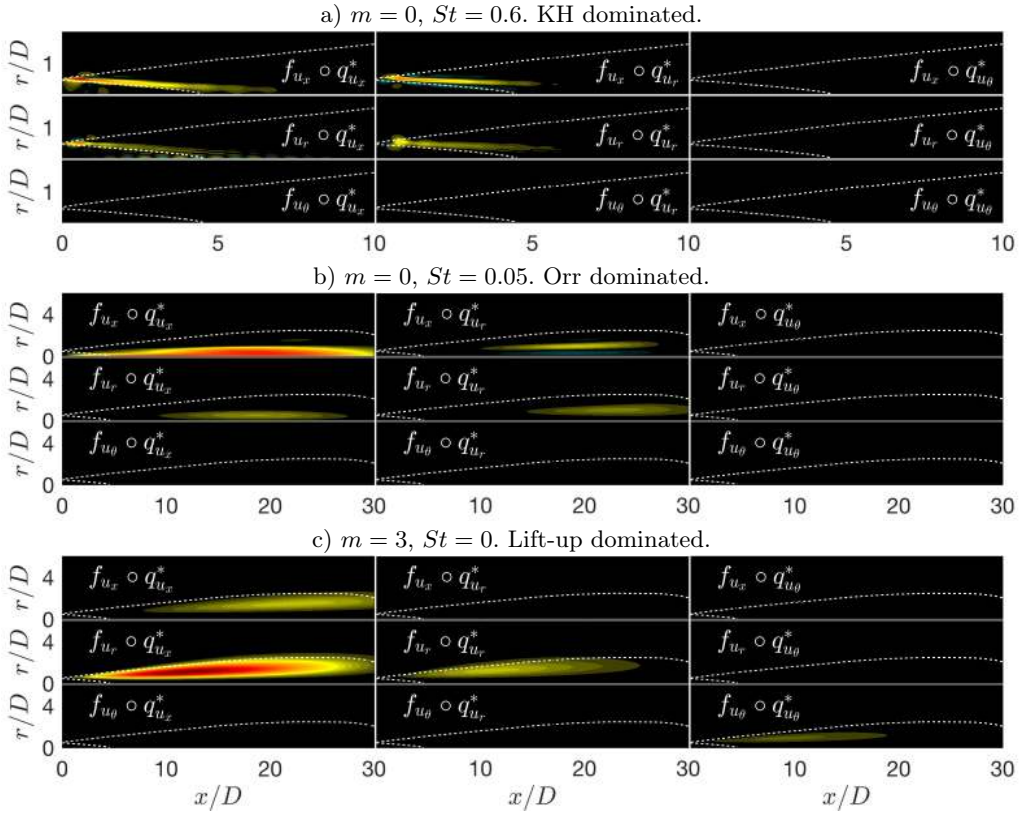 a) m = 0, St = 0.6. KH dominated.
r/D 1 f_{u_x} ∘ q^*_{u_x} f_{u_x} ∘ q^*_{u_r} f_{u_x} ∘ q^*_{u_θ}
r/D 1 f_{u_r} ∘ q^*_{u_x} f_{u_r} ∘ q^*_{u_r} f_{u_r} ∘ q^*_{u_θ}
r/D 1 f_{u_θ} ∘ q^*_{u_x} f_{u_θ} ∘ q^*_{u_r} f_{u_θ} ∘ q^*_{u_θ}
0 5 10 5 10 5 10
b) m = 0, St = 0.05. Orr dominated.
r/D 4 0 f_{u_x} ∘ q^*_{u_x} f_{u_x} ∘ q^*_{u_r} f_{u_x} ∘ q^*_{u_θ}
r/D 4 0 f_{u_r} ∘ q^*_{u_x} f_{u_r} ∘ q^*_{u_r} f_{u_r} ∘ q^*_{u_θ}
r/D 4 0 f_{u_θ} ∘ q^*_{u_x} f_{u_θ} ∘ q^*_{u_r} f_{u_θ} ∘ q^*_{u_θ}
0 10 20 30 10 20 30 10 20 30
c) m = 3, St = 0. Lift-up dominated.
r/D 4 0 f_{u_x} ∘ q^*_{u_x} f_{u_x} ∘ q^*_{u_r} f_{u_x} ∘ q^*_{u_θ}
r/D 4 0 f_{u_r} ∘ q^*_{u_x} f_{u_r} ∘ q^*_{u_r} f_{u_r} ∘ q^*_{u_θ}
r/D 4 0 f_{u_θ} ∘ q^*_{u_x} f_{u_θ} ∘ q^*_{u_r} f_{u_θ} ∘ q^*_{u_θ}
0 10 20 30 10 20 30 10 20 30
x/D x/D x/D